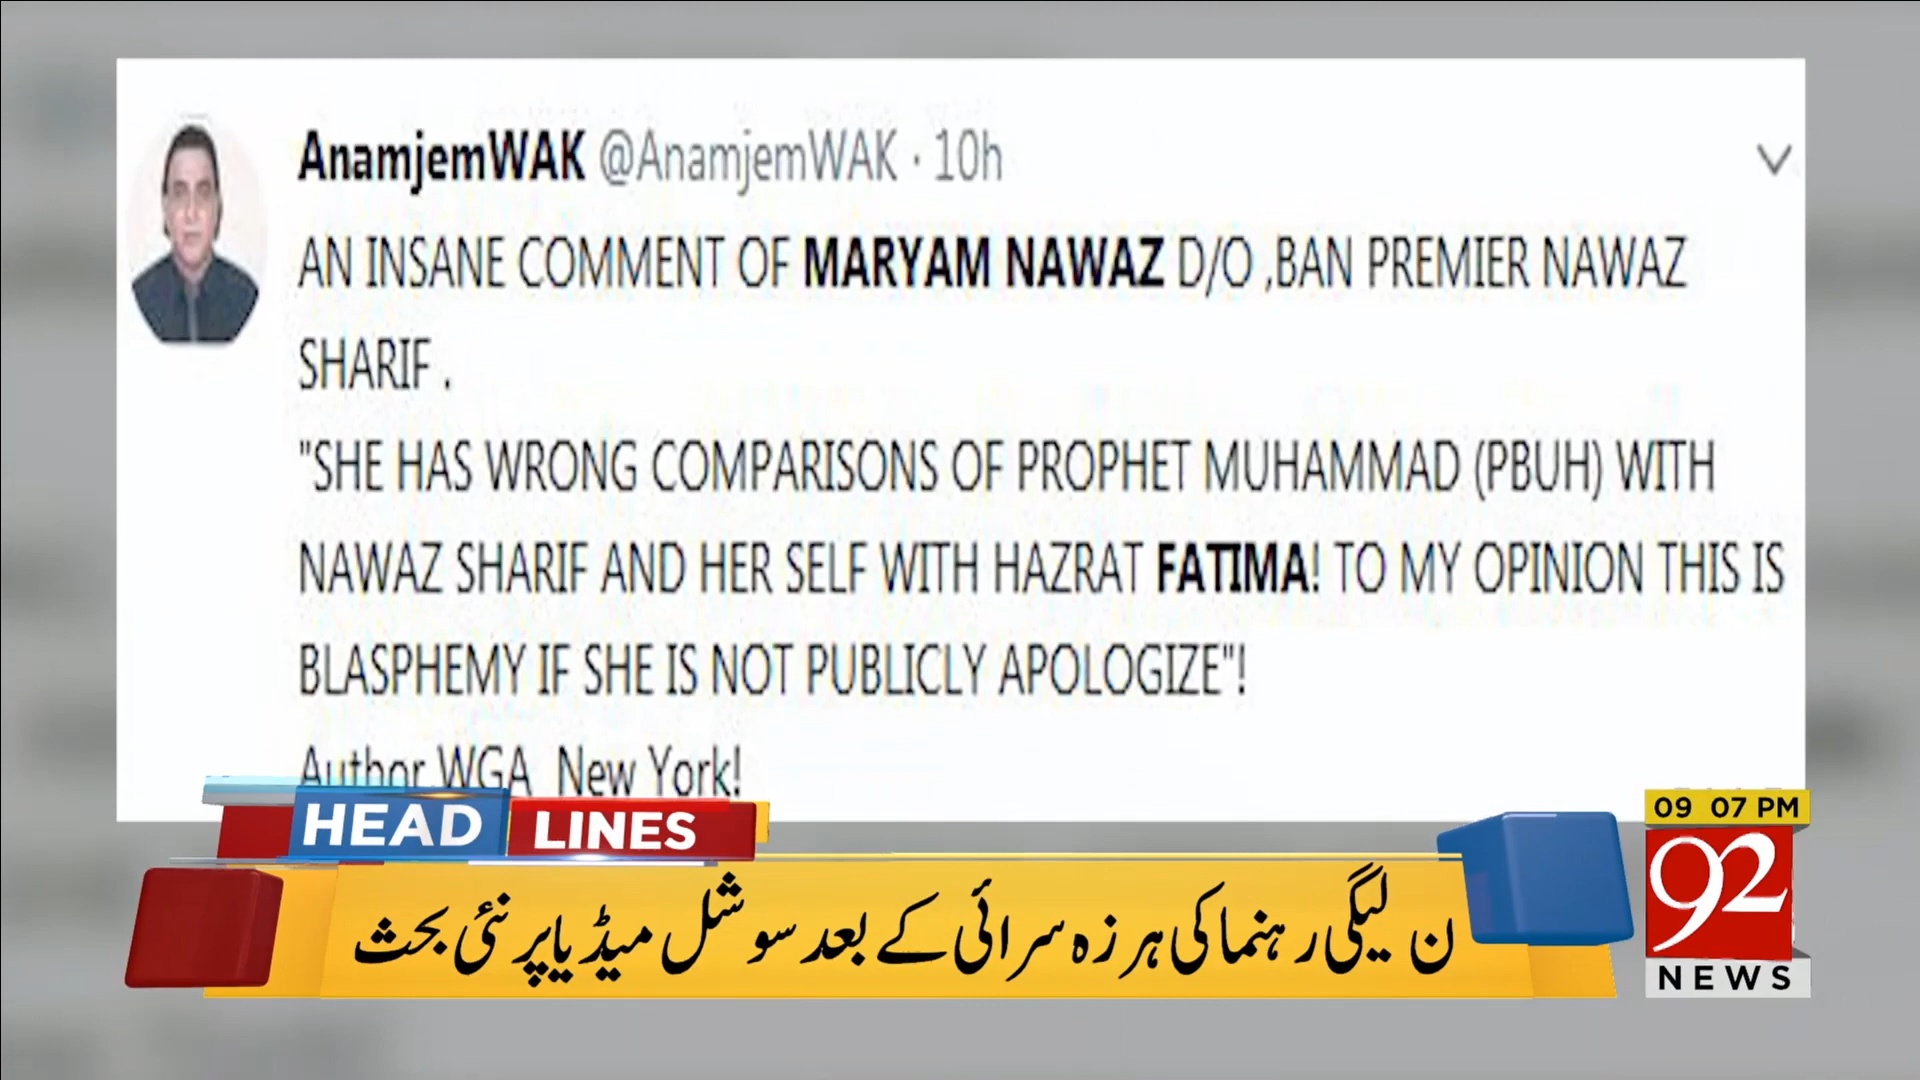 AnamjemWAK @AnamjemWAK · 10h
AN INSANE COMMENT OF MARYAM NAWAZ D/O ,BAN PREMIER NAWAZ
SHARIF .
"SHE HAS WRONG COMPARISONS OF PROPHET MUHAMMAD (PBUH) WITH
NAWAZ SHARIF AND HER SELF WITH HAZRAT FATIMA! TO MY OPINION THIS IS
BLASPHEMY IF SHE IS NOT PUBLICLY APOLOGIZE"!
Author WGA New York!
HEAD LINES
ن لیگی رہنما کی ہرزہ سرائی کے بعد سوشل میڈیا پر نئی بحث
09 07 PM
92
NEWS